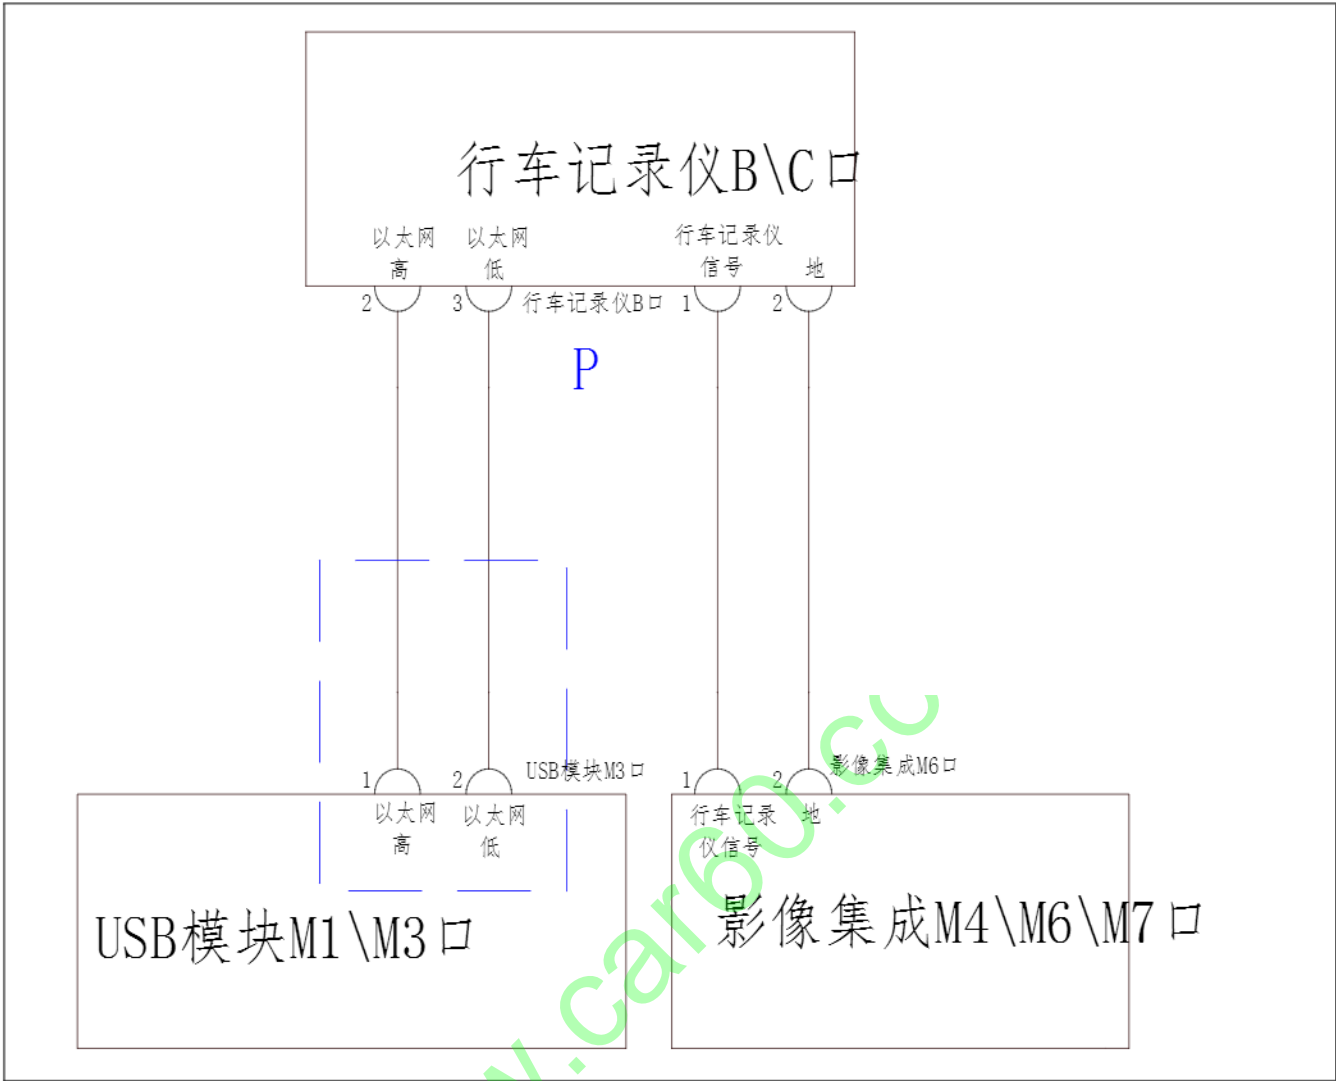 行车记录仪B\C口
以太网
高
以太网
低
行车记录仪
信号
地
2
3
行车记录仪B口
1
2
P
1
2
USB模块M3口
1
2
影像集成M6口
以太网
高
以太网
低
行车记录
仪信号
地
USB模块M1\M3口
影像集成M4\M6\M7口
w.car60.co